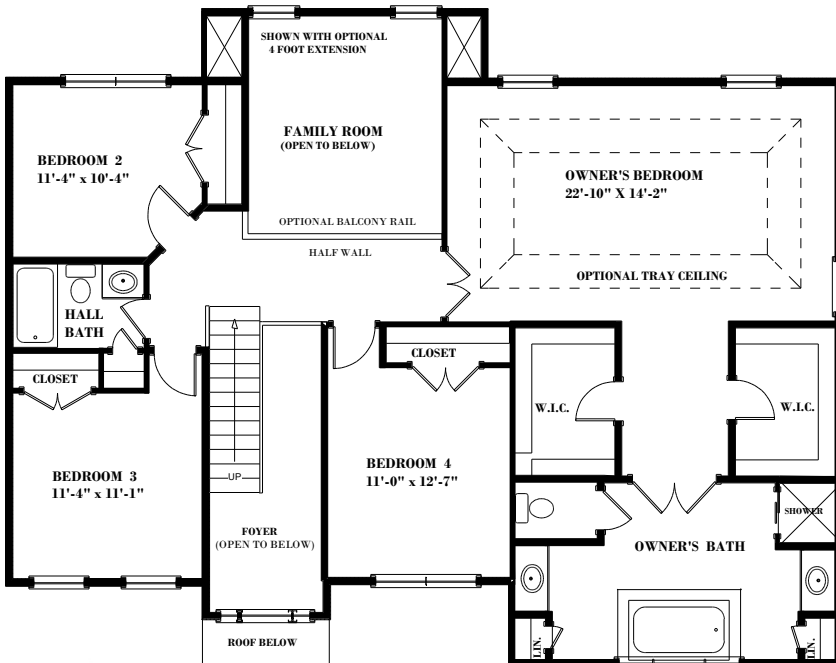 SHOWN WITH OPTIONAL
4 FOOT EXTENSION
FAMILY ROOM
(OPEN TO BELOW)
BEDROOM 2
11'-4" x 10'-4"
OWNER'S BEDROOM
22'-10" X 14'-2"
OPTIONAL BALCONY RAIL
HALF WALL
OPTIONAL TRAY CEILING
HALL
BATH
CLOSET
CLOSET
W.I.C.
W.I.C.
BEDROOM 3
11'-4" x 11'-1"
UP
BEDROOM 4
11'-0" x 12'-7"
SHOWER
FOYER
(OPEN TO BELOW)
OWNER'S BATH
ROOF BELOW
LIN.
LIN.